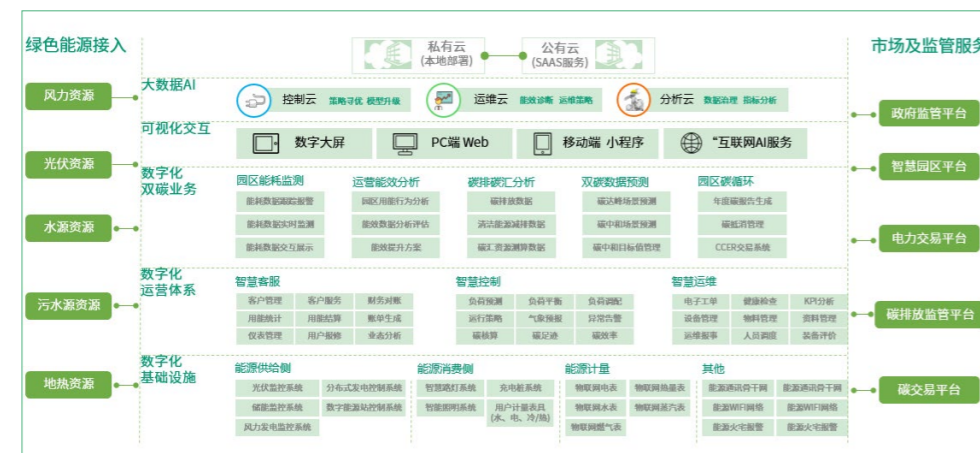 绿色能源接入
市场及监管服务
私有云
(本地部署)
公有云
(SAAS服务)
风力资源
光伏资源
水源资源
污水源资源
地热资源
大数据AI
控制云 策略寻优 模型升级
运维云 能效诊断 运维策略
分析云 数据治理 指标分析
可视化交互
数字大屏
PC端 Web
移动端 小程序
“互联网AI服务
数字化
双碳业务
园区能耗监测
能耗数据跟踪报警
能耗数据实时监测
能耗数据交互展示
运营能效分析
园区用能行为分析
能效数据分析评估
能效提升方案
碳排碳汇分析
碳排放数据
清洁能源减排数据
碳汇资源测算数据
双碳数据预测
碳达峰场景预测
碳中和场景预测
碳中和目标值管理
园区碳循环
年度碳报告生成
碳抵消管理
CCER交易系统
数字化
运营体系
智慧客服
客户管理 客户服务 财务对账
用能统计 用能结算 账单生成
仪表管理 用户报修 业态分析
智慧控制
负荷预测 负荷平衡 负荷调配
运行策略 气象预报 异常告警
碳核算 碳足迹 碳效率
智慧运维
电子工单 健康检查 KPI分析
设备管理 物料管理 资料管理
运维报事 人员调度 装备评价
数字化
基础设施
能源供给侧
光伏监控系统 分布式发电控制系统
储能监控系统 数字能源站控制系统
风力发电监控系统
能源消费侧
智慧路灯系统 充电桩系统
智能照明系统 用户计量表具
(水、电、冷/热)
能源计量
物联网电表 物联网热量表
物联网水表 物联网蒸汽表
物联网燃气表
其他
能源通讯骨干网 能源通讯骨干网
能源WIFI网络 能源WIFI网络
能源火宅报警 能源火宅报警
政府监管平台
智慧园区平台
电力交易平台
碳排放监管平台
碳交易平台